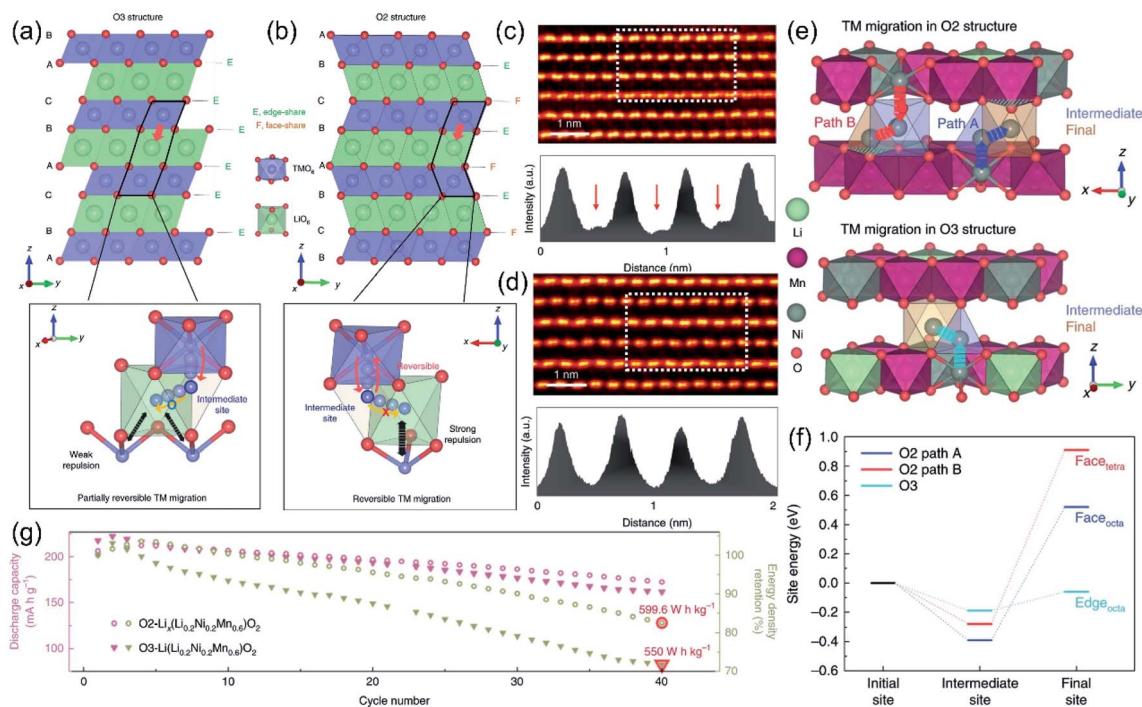 (a)
O3 structure
B
A
C
B
A
C
B
A
E
E
E
E
E
E
z
x
y
E, edge-share
F, face-share
TMO₆
LiO₆
x
z
y
Intermediate site
Weak repulsion
Partially reversible TM migration
(b)
O2 structure
B
A
C
B
A
C
B
B
E
F
E
F
E
F
z
x
y
z
x
y
Reversible
Intermediate site
Strong repulsion
Reversible TM migration
(c)
1 nm
Intensity (a.u.)
0
1
Distance (nm)
(d)
1 nm
Intensity (a.u.)
0
1
2
Distance (nm)
(e)
TM migration in O2 structure
Path B
Path A
Intermediate
Final
z
x
y
Li
Mn
Ni
O
TM migration in O3 structure
Intermediate
Final
z
x
y
(f)
1.0
0.8
0.6
0.4
0.2
0.0
−0.2
−0.4
−0.6
Site energy (eV)
O2 path A
O2 path B
O3
Face_tetra
Face_octa
Edge_octa
Initial site
Intermediate site
Final site
(g)
Discharge capacity (mA h g⁻¹)
200
150
100
O2-Liₓ(Li₀.₂Ni₀.₂Mn₀.₆)O₂
O3-Li(Li₀.₂Ni₀.₂Mn₀.₆)O₂
599.6 W h kg⁻¹
550 W h kg⁻¹
100
90
80
70
Energy density retention (%)
0
10
20
30
40
Cycle number